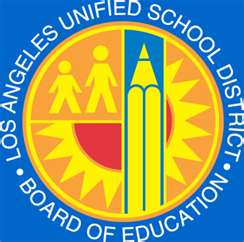 LOS ANGELES UNIFIED SCHOOL DISTRICT
• BOARD OF EDUCATION •